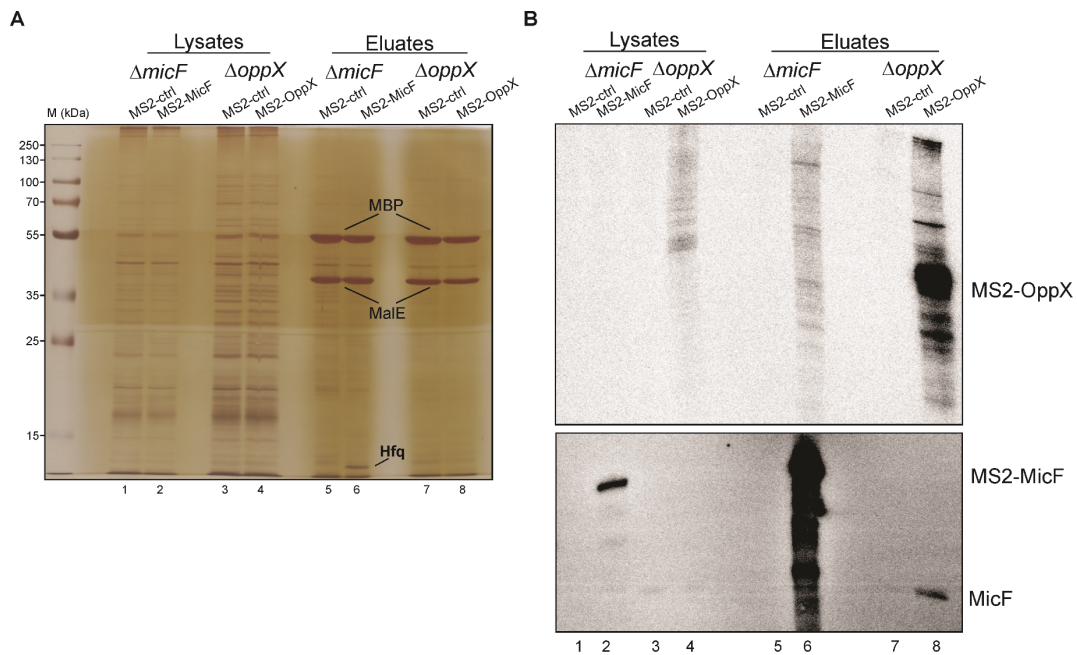 A
Lysates Eluates
ΔmicF ΔoppX ΔmicF ΔoppX
MS2-ctrl MS2-MicF MS2-ctrl MS2-OppX MS2-ctrl MS2-MicF MS2-ctrl MS2-OppX
M (kDa)
250
130
100
70
55
35
25
15
MBP
MalE
Hfq
1 2 3 4 5 6 7 8
B
Lysates Eluates
ΔmicF ΔoppX ΔmicF ΔoppX
MS2-ctrl MS2-MicF MS2-ctrl MS2-OppX MS2-ctrl MS2-MicF MS2-ctrl MS2-OppX
MS2-OppX
MS2-MicF
MicF
1 2 3 4 5 6 7 8